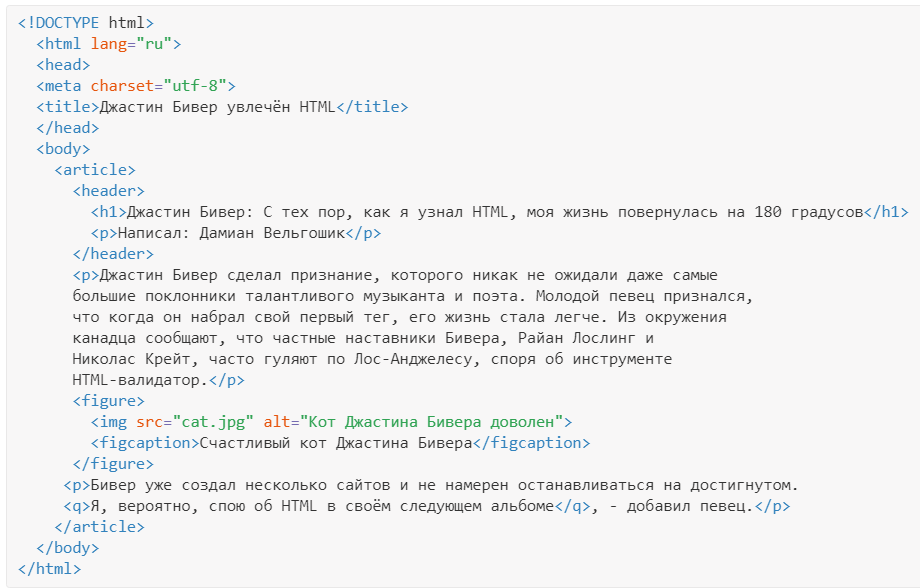 <!DOCTYPE html>
<html lang="ru">
<head>
<meta charset="utf-8">
<title>Джастин Бивер увлечён HTML</title>
</head>
<body>
<article>
<header>
<h1>Джастин Бивер: С тех пор, как я узнал HTML, моя жизнь повернулась на 180 градусов</h1>
<p>Написал: Дамиан Вельгошик</p>
</header>
<p>Джастин Бивер сделал признание, которого никак не ожидали даже самые
большие поклонники талантливого музыканта и поэта. Молодой певец признался,
что когда он набрал свой первый тег, его жизнь стала легче. Из окружения
канадца сообщают, что частные наставники Бивера, Райан Лослинг и
Николас Крейт, часто гуляют по Лос-Анджелесу, споря об инструменте
HTML-валидатор.</p>
<figure>
<img src="cat.jpg" alt="Кот Джастина Бивера доволен">
<figcaption>Счастливый кот Джастина Бивера</figcaption>
</figure>
<p>Бивер уже создал несколько сайтов и не намерен останавливаться на достигнутом.
<q>Я, вероятно, спою об HTML в своём следующем альбоме</q>, - добавил певец.</p>
</article>
</body>
</html>